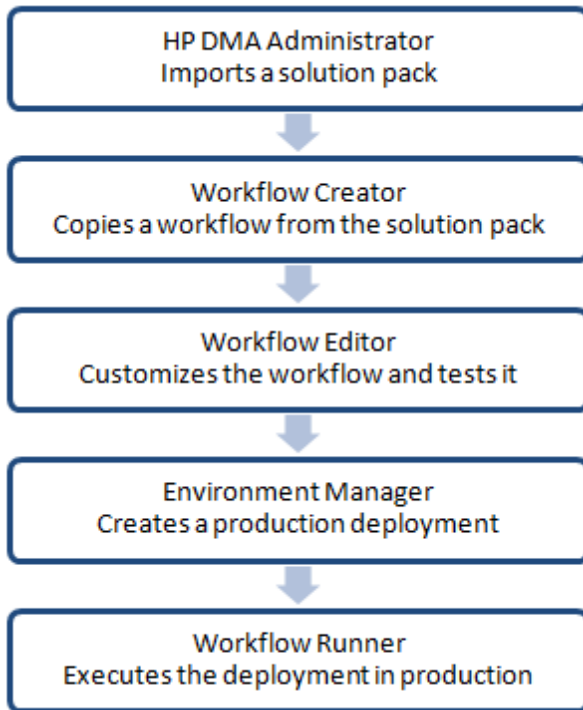 HP DMA Administrator
Imports a solution pack
Workflow Creator
Copies a workflow from the solution pack
Workflow Editor
Customizes the workflow and tests it
Environment Manager
Creates a production deployment
Workflow Runner
Executes the deployment in production